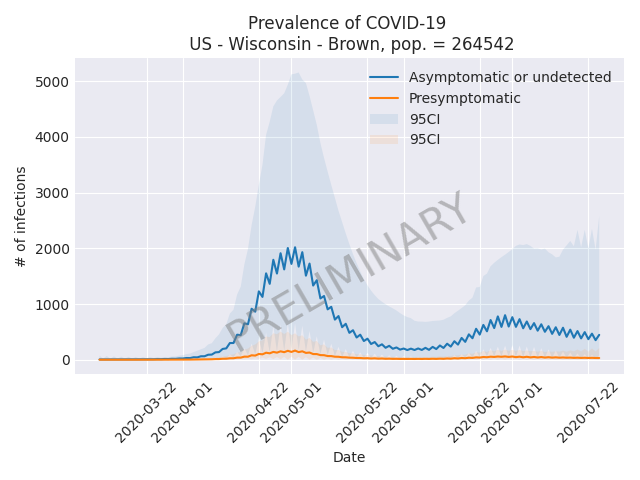 Prevalence of COVID-19
US - Wisconsin - Brown, pop. = 264542
Asymptomatic or undetected
Presymptomatic
95CI
95CI
5000
4000
3000
2000
1000
0
# of infections
PRELIMINARY
2020-03-22
2020-04-01
2020-04-22
2020-05-01
2020-05-22
2020-06-01
2020-06-22
2020-07-01
2020-07-22
Date